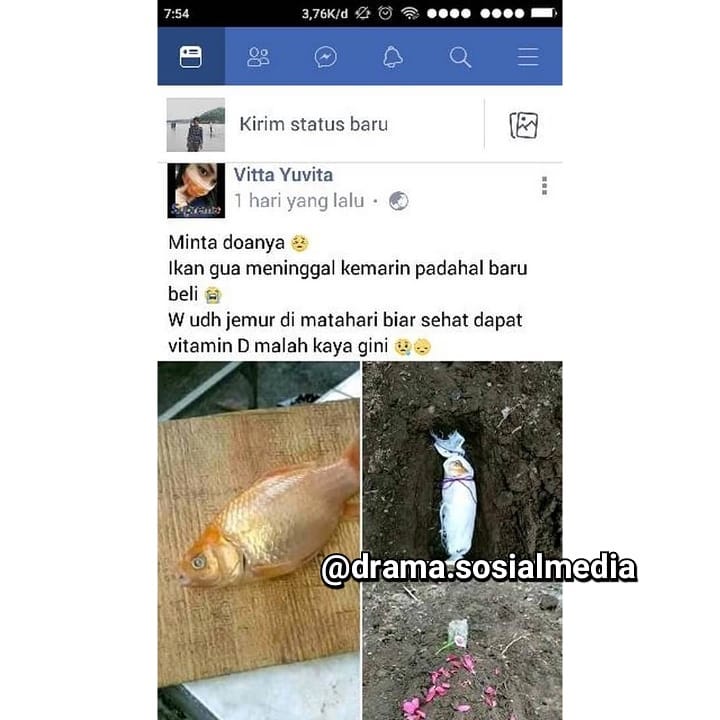 7:54 3,76K/d
Kirim status baru
Vitta Yuvita
1 hari yang lalu ·
Supreme
Minta doanya 😢
Ikan gua meninggal kemarin padahal baru
beli 😭
W udh jemur di matahari biar sehat dapat
vitamin D malah kaya gini 😢😔
@drama.sosialmedia